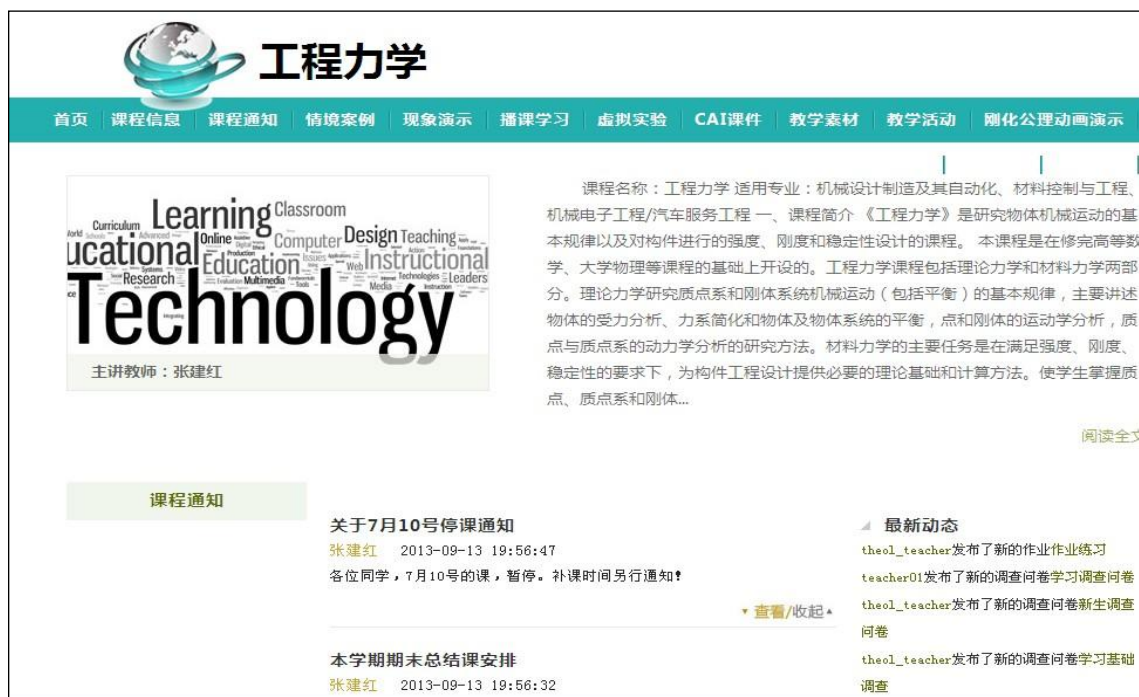 工程力学
首页 课程信息 课程通知 情境案例 现象演示 播课学习 虚拟实验 CAI课件 教学素材 教学活动 刚化公理动画演示
Learning Classroom
Curriculum
Online
Computer Design Teaching
ucational
Education
Instructional
Research
Multimedia
Media
Technologies Leaders
Technology
主讲教师：张建红
课程名称：工程力学 适用专业：机械设计制造及其自动化、材料控制与工程、
机械电子工程/汽车服务工程 一、课程简介 《工程力学》是研究物体机械运动的基
本规律以及对构件进行的强度、刚度和稳定性设计的课程。 本课程是在修完高等数
学、大学物理等课程的基础上开设的。工程力学课程包括理论力学和材料力学两部
分。理论力学研究质点系和刚体系统机械运动（包括平衡）的基本规律，主要讲述
物体的受力分析、力系简化和物体及物体系统的平衡，点和刚体的运动学分析，质
点与质点系的动力学分析的研究方法。材料力学的主要任务是在满足强度、刚度、
稳定性的要求下，为构件工程设计提供必要的理论基础和计算方法。使学生掌握质
点、质点系和刚体...
阅读全文
课程通知
关于7月10号停课通知
张建红 2013-09-13 19:56:47
各位同学，7月10号的课，暂停。补课时间另行通知！
查看/收起
本学期期末总结课安排
张建红 2013-09-13 19:56:32
最新动态
theol_teacher发布了新的作业作业练习
teacher01发布了新的调查问卷学习调查问卷
theol_teacher发布了新的调查问卷新生调查
问卷
theol_teacher发布了新的调查问卷学习基础
调查